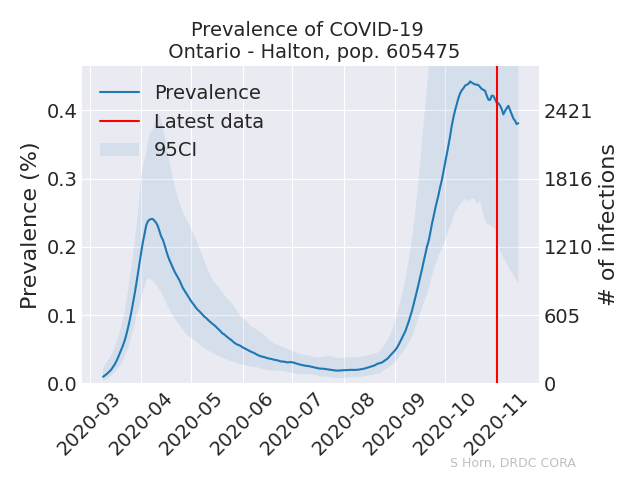 Prevalence of COVID-19
Ontario - Halton, pop. 605475
Prevalence
Latest data
95CI
Prevalence (%)
0.4
0.3
0.2
0.1
0.0
2421
1816
1210
605
0
# of infections
2020-03
2020-04
2020-05
2020-06
2020-07
2020-08
2020-09
2020-10
2020-11
S Horn, DRDC CORA